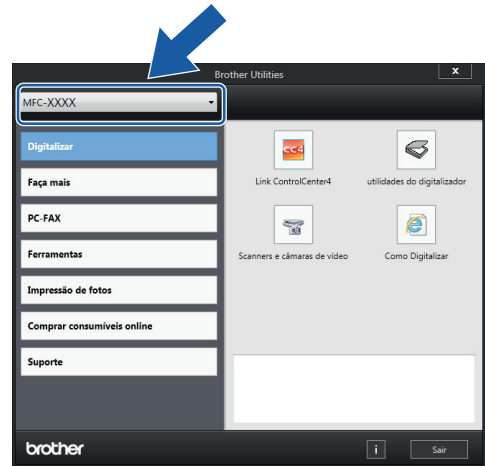 Brother Utilities
x
MFC-XXXX
Digitalizar
Faça mais
PC-FAX
Ferramentas
Impressão de fotos
Comprar consumíveis online
Suporte
CC4
Link ControlCenter4
utilidades do digitalizador
Scanners e câmaras de vídeo
Como Digitalizar
brother
i
Sair